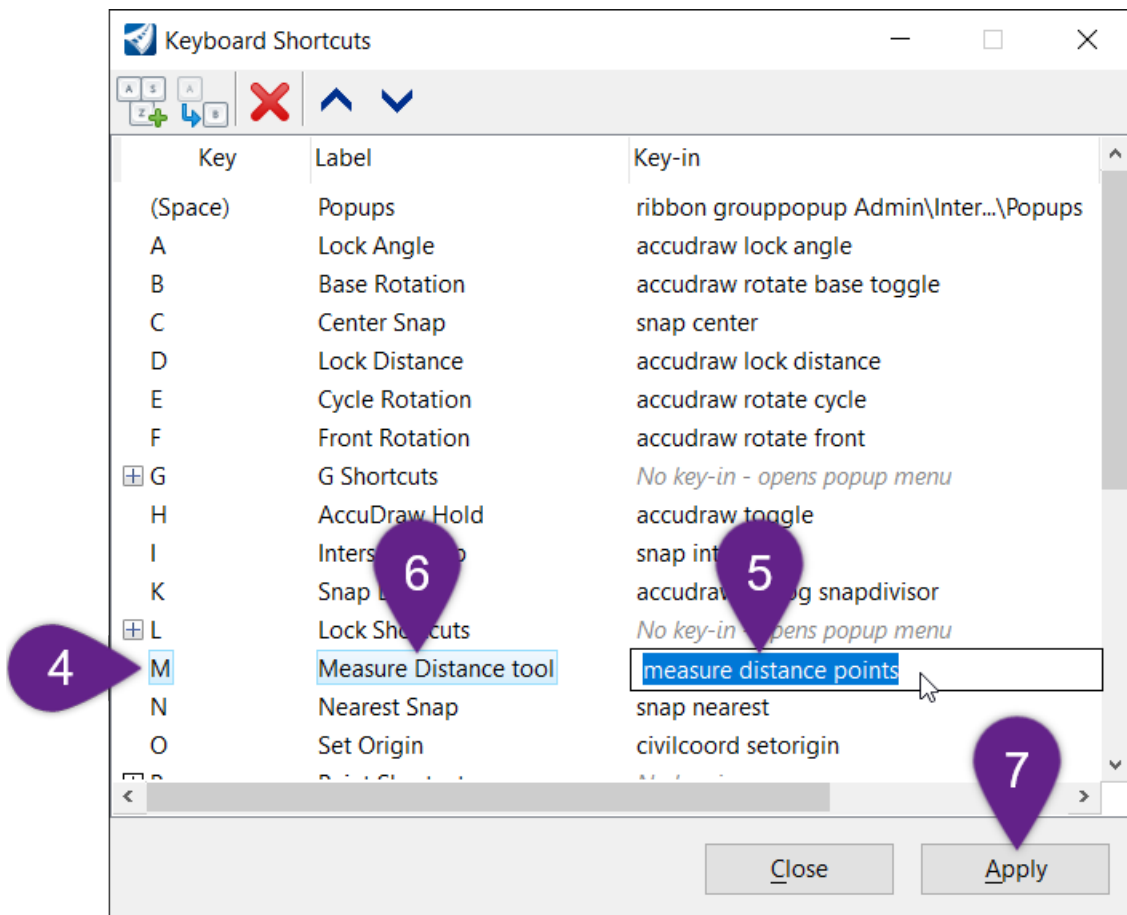 Keyboard Shortcuts
A S
Z
A
B
Key Label Key-in
(Space) Popups ribbon grouppopup Admin\Inter...\Popups
A Lock Angle accudraw lock angle
B Base Rotation accudraw rotate base toggle
C Center Snap snap center
D Lock Distance accudraw lock distance
E Cycle Rotation accudraw rotate cycle
F Front Rotation accudraw rotate front
G G Shortcuts No key-in - opens popup menu
H AccuDraw Hold accudraw toggle
I snap
K Snap snapdivisor
6 5
L Lock No key-in popup menu
4 M Measure Distance tool measure distance points
N Nearest Snap snap nearest
O Set Origin civilcoord setorigin
7
Close Apply